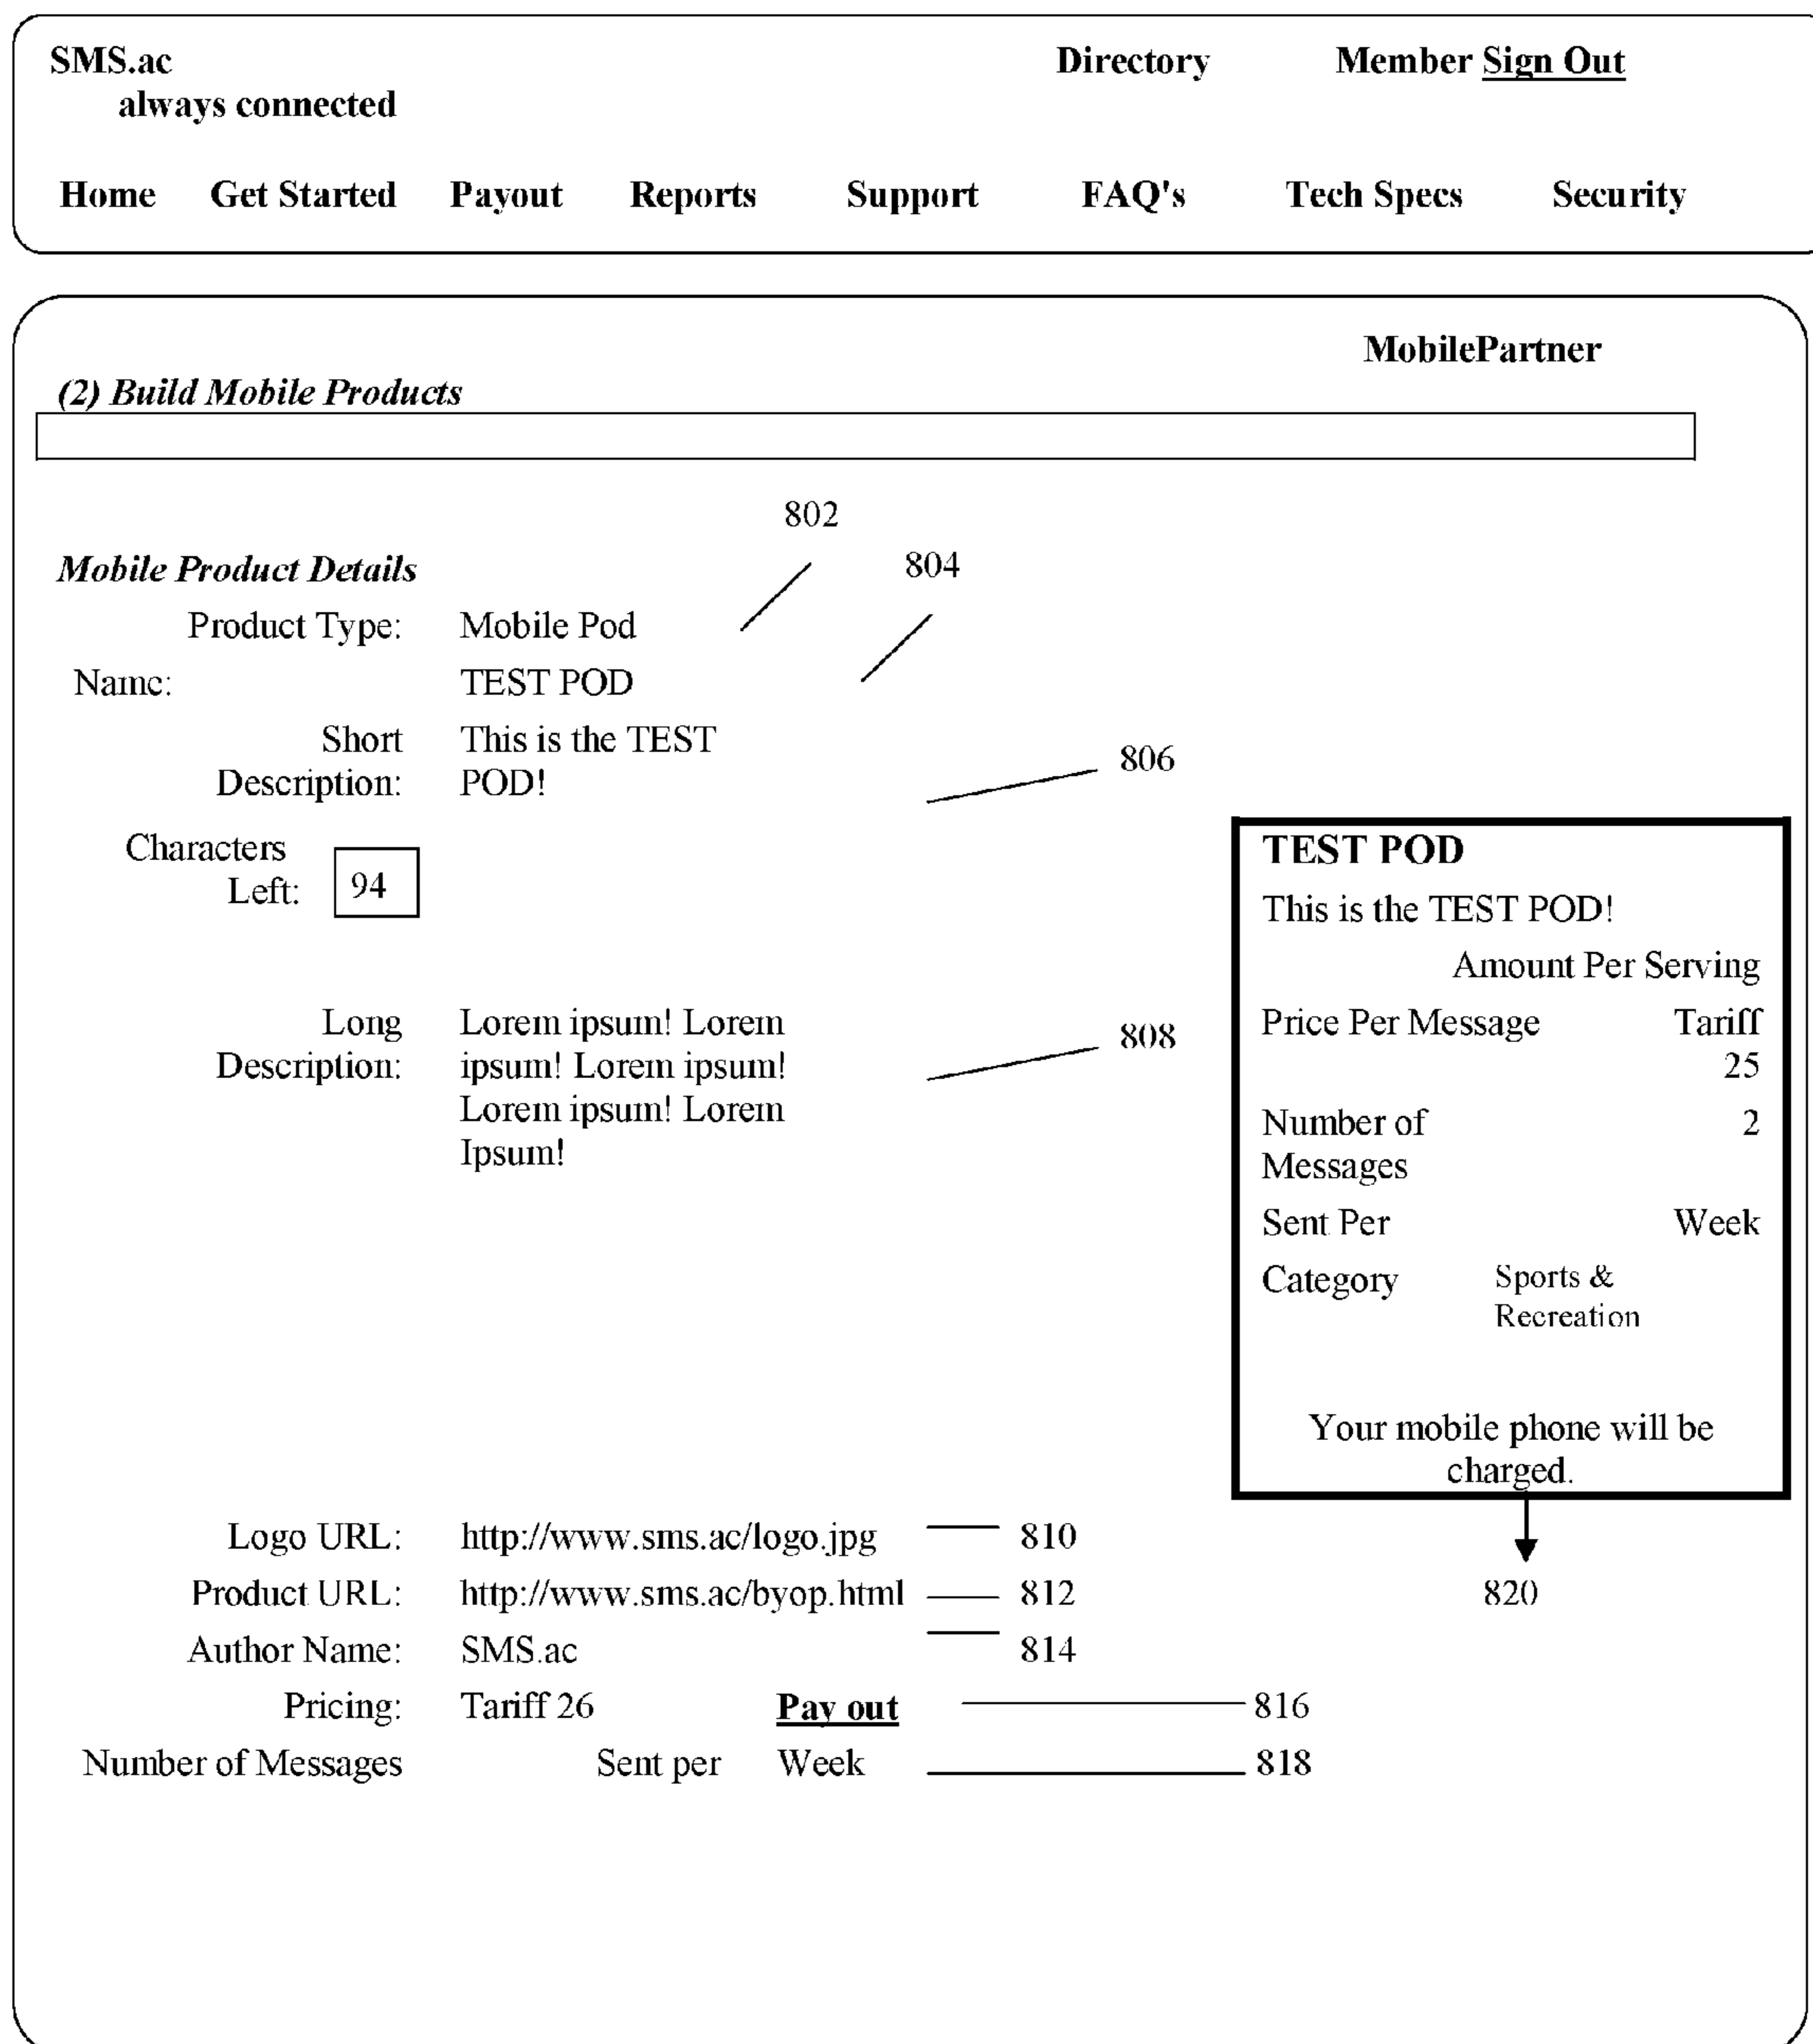 SMS.ac Directory Member Sign Out
always connected
Home Get Started Payout Reports Support FAQ's Tech Specs Security
MobilePartner
(2) Build Mobile Products
802
Mobile Product Details 804
Product Type: Mobile Pod
Name: TEST POD
Short This is the TEST
Description: POD!
806
Characters
Left: 94
Long Lorem ipsum! Lorem
Description: ipsum! Lorem ipsum!
Lorem ipsum! Lorem
Ipsum!
808
TEST POD
This is the TEST POD!
Amount Per Serving
Price Per Message Tariff
25
Number of 2
Messages
Sent Per Week
Category Sports &
Recreation
Your mobile phone will be
charged.
820
Logo URL: http://www.sms.ac/logo.jpg 810
Product URL: http://www.sms.ac/byop.html 812
Author Name: SMS.ac 814
Pricing: Tariff 26 Pay out 816
Number of Messages Sent per Week 818